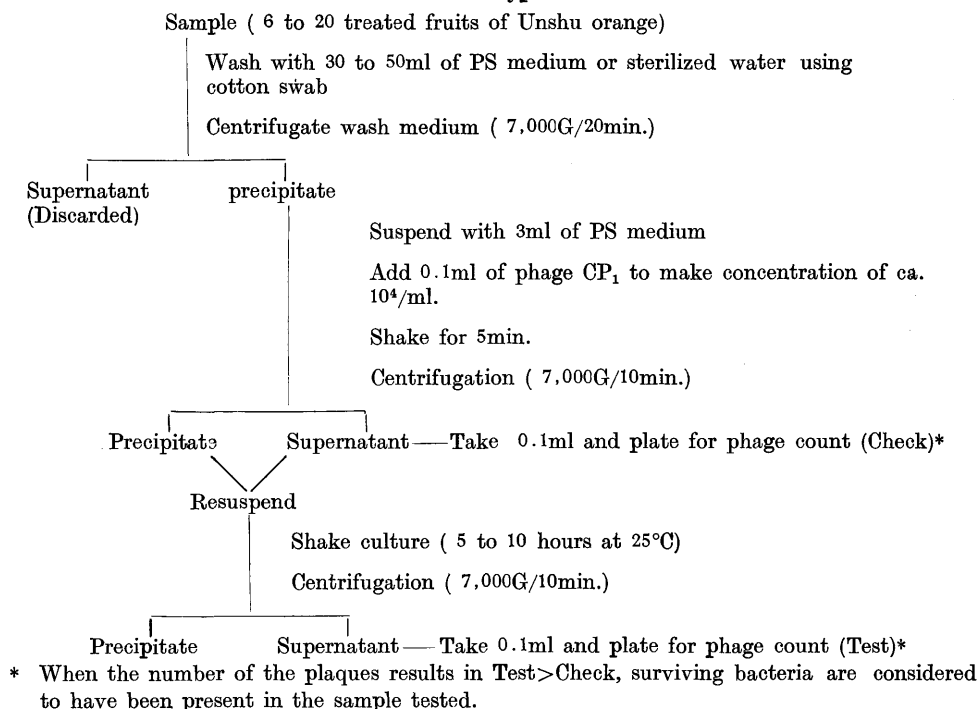 Sample ( 6 to 20 treated fruits of Unshu orange)
Wash with 30 to 50ml of PS medium or sterilized water using
cotton swab
Centrifugate wash medium ( 7,000G/20min.)
Supernatant precipitate
(Discarded)
Suspend with 3ml of PS medium
Add 0.1ml of phage CP₁ to make concentration of ca.
10⁴/ml.
Shake for 5min.
Centrifugation ( 7,000G/10min.)
Precipitate Supernatant——Take 0.1ml and plate for phage count (Check)*
Resuspend
Shake culture ( 5 to 10 hours at 25°C)
Centrifugation ( 7,000G/10min.)
Precipitate Supernatant——Take 0.1ml and plate for phage count (Test)*
* When the number of the plaques results in Test>Check, surviving bacteria are considered
to have been present in the sample tested.